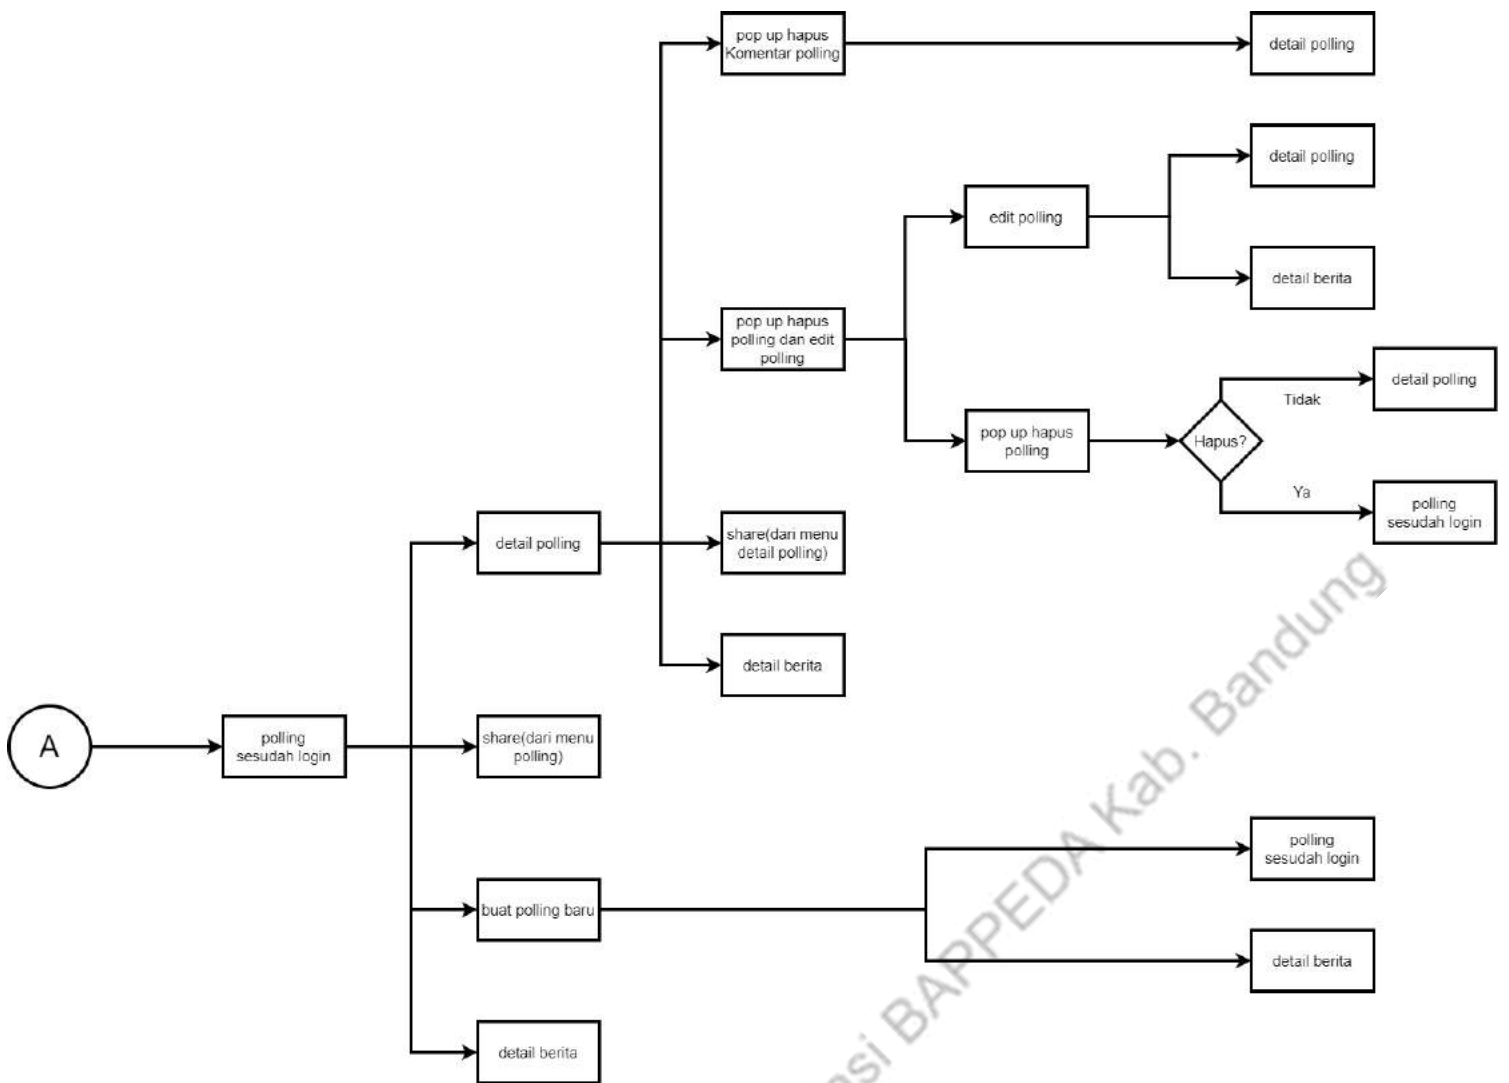 pop up hapus
Komentar polling
detail polling
detail polling
edit polling
detail berita
pop up hapus
polling dan edit
polling
detail polling
Tidak
pop up hapus
polling
Hapus?
Ya
polling
sesudah login
detail polling
share(dari menu
detail polling)
detail berita
A
polling
sesudah login
share(dari menu
polling)
polling
sesudah login
buat polling baru
detail berita
detail berita
BAPPEDA Kab. Bandung